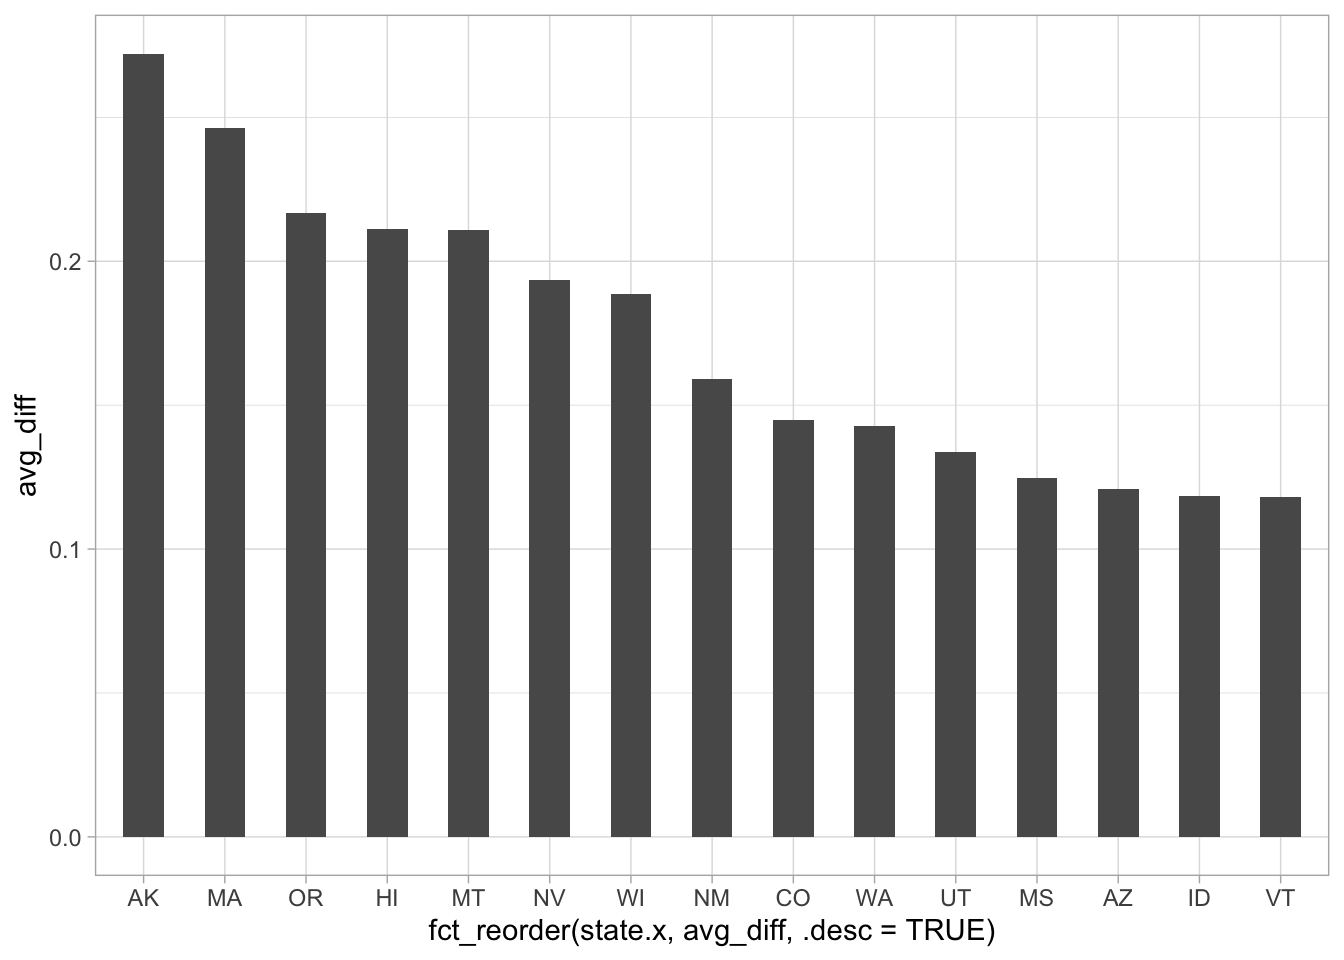 avg_diff
0.2
0.1
0.0
AK MA OR HI MT NV WI NM CO WA UT MS AZ ID VT
fct_reorder(state.x, avg_diff, .desc = TRUE)